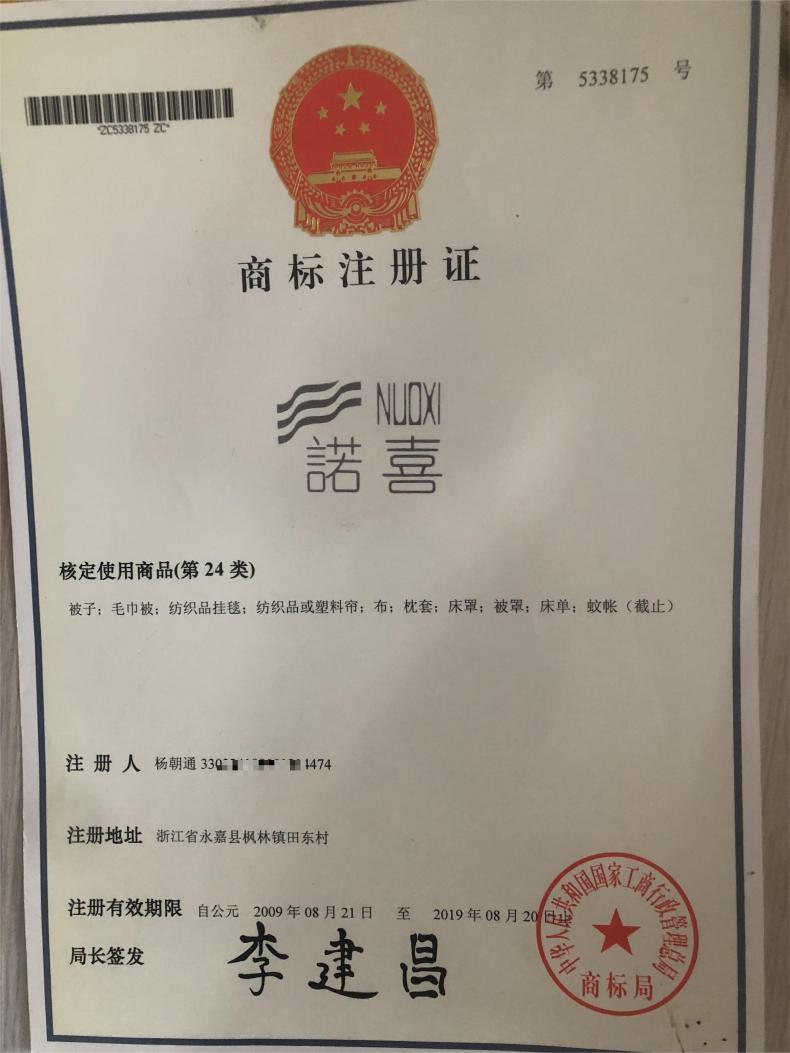 第 5338175 号
*ZC5338175 ZC*
商标注册证
NUOXI
諾喜
核定使用商品(第 24 类)
被子；毛巾被；纺织品挂毯；纺织品或塑料帘；布；枕套；床罩；被罩；床单；蚊帐（截止）
注册人 杨朝通 330 4474
注册地址 浙江省永嘉县枫林镇田东村
注册有效期限 自公元 2009 年 08 月 21 日 至 2019 年 08 月 20 日止
局长签发 李建昌
中华人民共和国国家工商行政管理总局
商标局